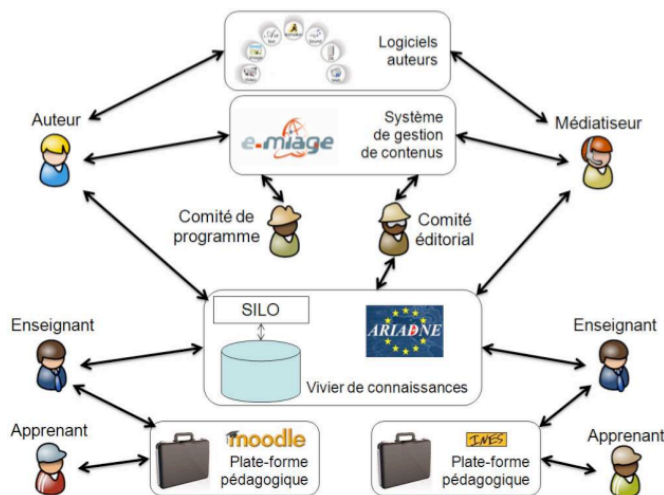 Logiciels
auteurs
Auteur
e-miage
Système
de gestion
de contenus
Médiatiseur
Comité de
programme
Comité
éditorial
SILO
ARIADNE
Enseignant
Vivier de connaissances
Enseignant
Apprenant
moodle
Plate-forme
pédagogique
INES
Plate-forme
pédagogique
Apprenant